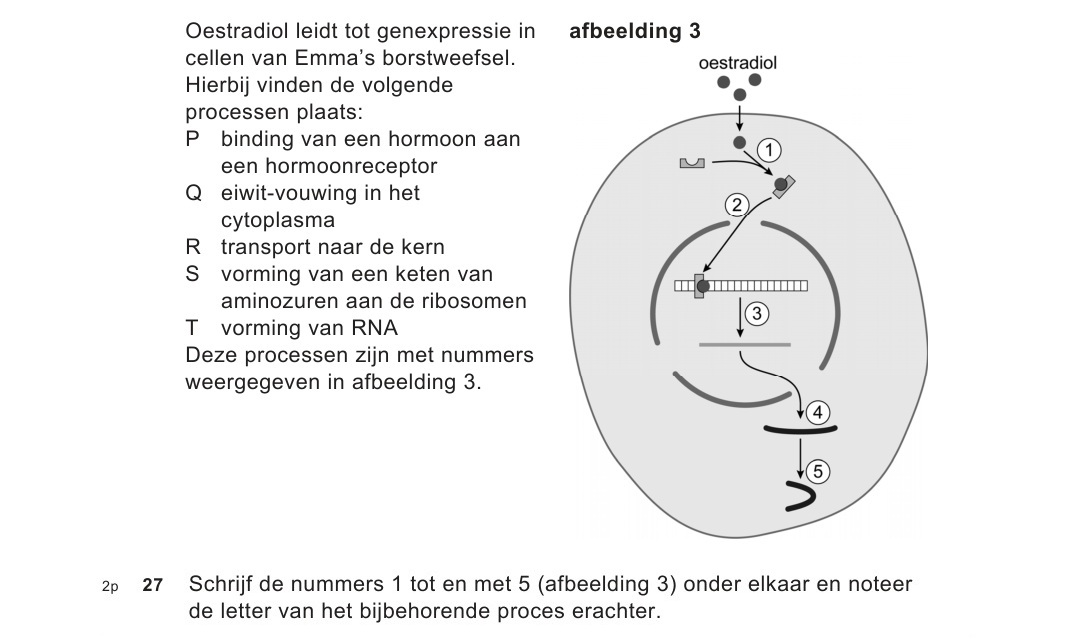 Oestradiol leidt tot genexpressie in
cellen van Emma's borstweefsel.
Hierbij vinden de volgende
processen plaats:
P binding van een hormoon aan
een hormoonreceptor
Q eiwit-vouwing in het
cytoplasma
R transport naar de kern
S vorming van een keten van
aminozuren aan de ribosomen
T vorming van RNA
Deze processen zijn met nummers
weergegeven in afbeelding 3.
afbeelding 3
oestradiol
1
2
3
4
5
2p 27 Schrijf de nummers 1 tot en met 5 (afbeelding 3) onder elkaar en noteer
de letter van het bijbehorende proces erachter.